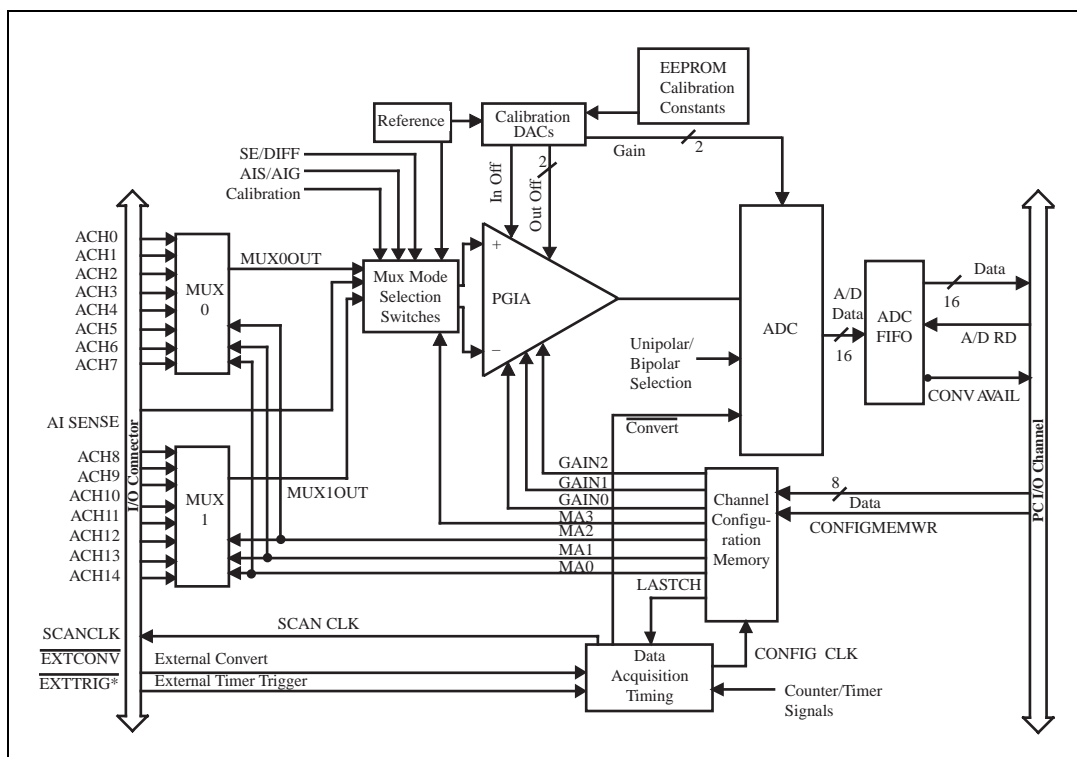 EEPROM
Calibration
Constants
Reference
Calibration
DACs
2
Gain
2
SE/DIFF
AIS/AIG
Calibration
In Off
Out Off
ACH0
ACH1
ACH2
ACH3
ACH4
ACH5
ACH6
ACH7
MUX
0
MUX0OUT
Mux Mode
Selection
Switches
+
PGIA
−
ADC
A/D
Data
16
ADC
FIFO
Data
16
A/D RD
CONV AVAIL
Unipolar/
Bipolar
Selection
Convert
AI SENSE
I/O Connector
PC I/O Channel
ACH8
ACH9
ACH10
ACH11
ACH12
ACH13
ACH14
MUX
1
MUX1OUT
GAIN2
GAIN1
GAIN0
MA3
MA2
MA1
MA0
LASTCH
Channel
Configu-
ration
Memory
8
Data
CONFIGMEMWR
SCANCLK
SCAN CLK
EXTCONV
External Convert
EXTTRIG*
External Timer Trigger
Data
Acquisition
Timing
CONFIG CLK
Counter/Timer
Signals